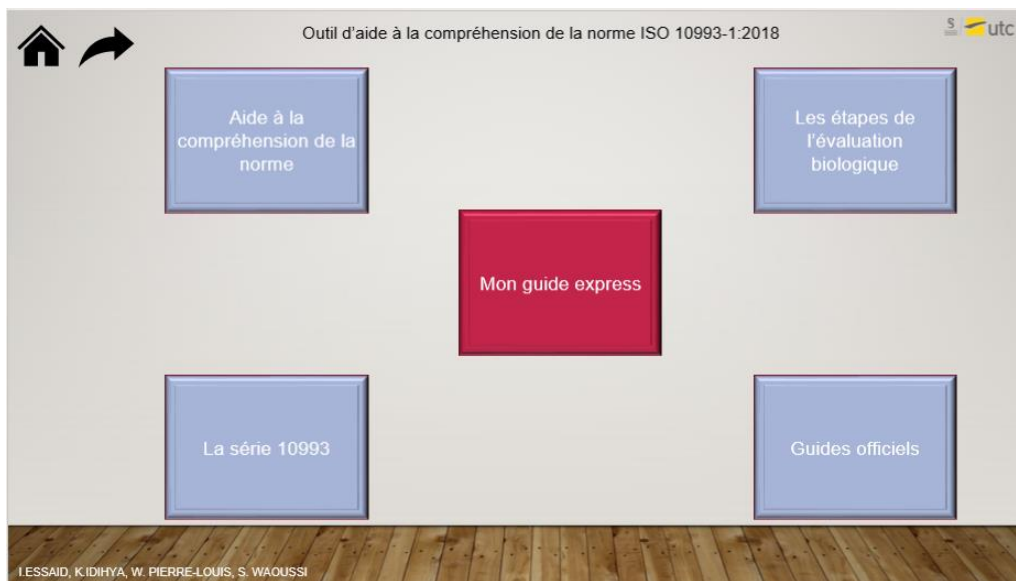 Outil d'aide à la compréhension de la norme ISO 10993-1:2018
utc
Aide à la
compréhension de la
norme
Les étapes de
l'évaluation
biologique
Mon guide express
La série 10993
Guides officiels
I.ESSAID, K.IDIHYA, W. PIERRE-LOUIS, S. WAOUSSI